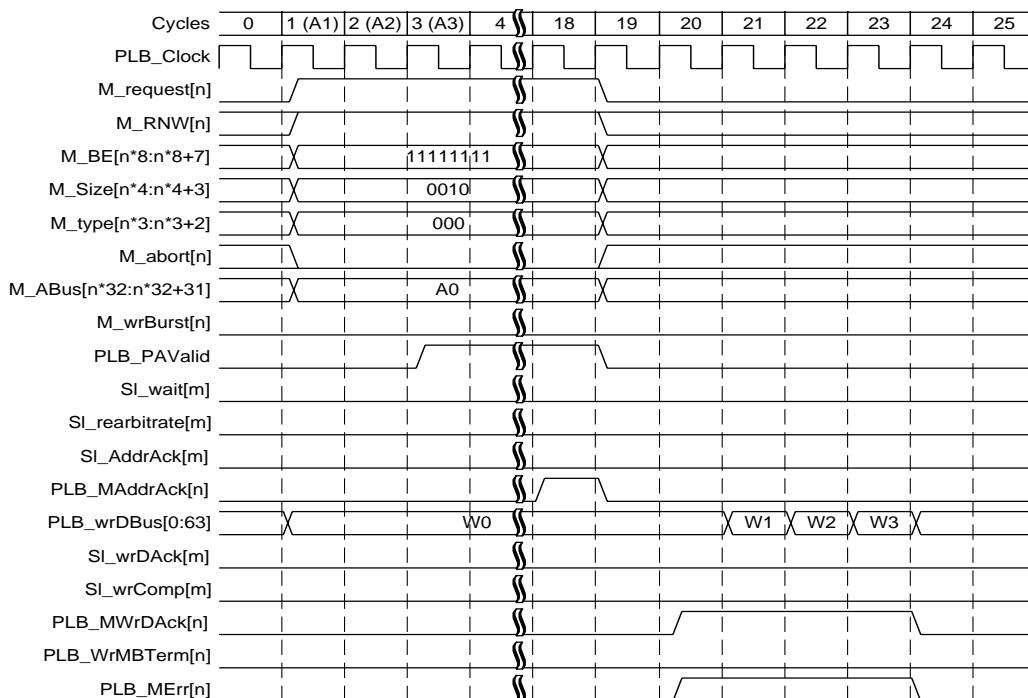 Cycles 0 1 (A1) 2 (A2) 3 (A3) 4 18 19 20 21 22 23 24 25
PLB_Clock
M_request[n]
M_RNW[n]
M_BE[n*8:n*8+7] 11111111
M_Size[n*4:n*4+3] 0010
M_type[n*3:n*3+2] 000
M_abort[n]
M_ABus[n*32:n*32+31] A0
M_wrBurst[n]
PLB_PAValid
Sl_wait[m]
Sl_rearbitrate[m]
Sl_AddrAck[m]
PLB_MAddrAck[n]
PLB_wrDBus[0:63] W0 W1 W2 W3
Sl_wrDAck[m]
Sl_wrComp[m]
PLB_MWrDAck[n]
PLB_WrMBTerm[n]
PLB_MErr[n]